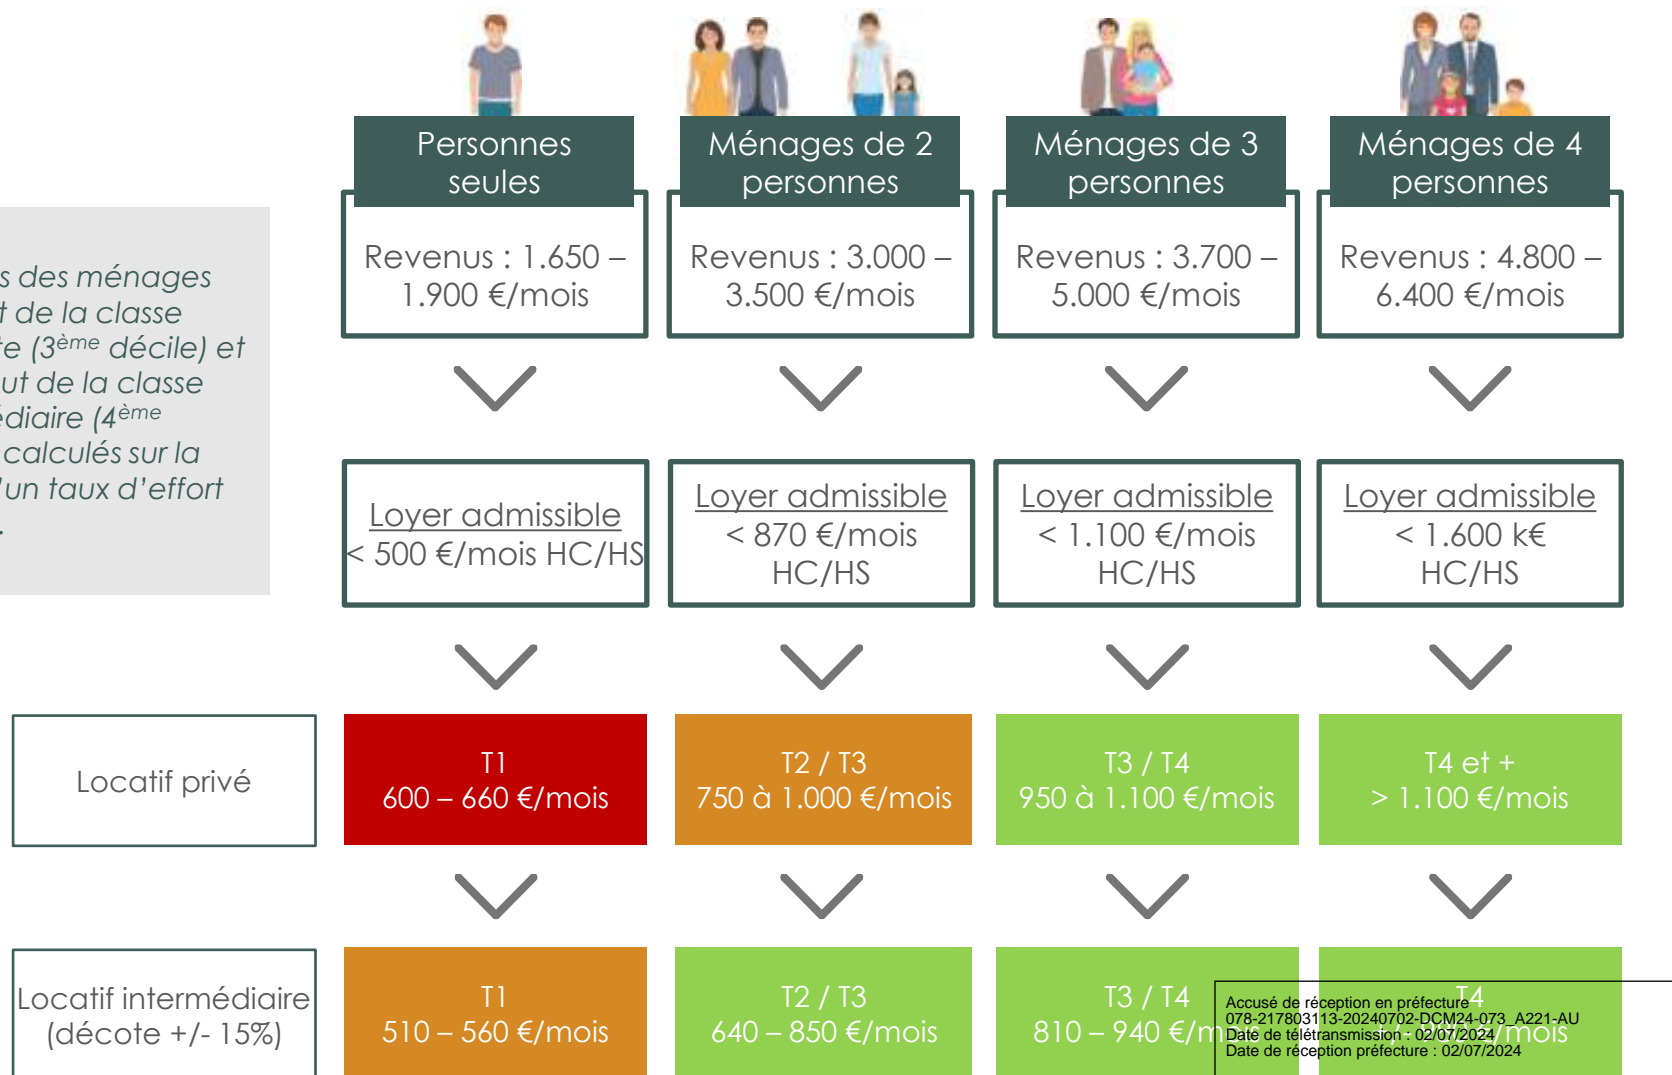 Personnes
seules
Ménages de 2
personnes
Ménages de 3
personnes
Ménages de 4
personnes
Revenus : 1.650 –
1.900 €/mois
Revenus : 3.000 –
3.500 €/mois
Revenus : 3.700 –
5.000 €/mois
Revenus : 4.800 –
6.400 €/mois
s des ménages
t de la classe
te (3ème décile) et
ut de la classe
édiaire (4ème
calculés sur la
'un taux d'effort
.
Loyer admissible
< 500 €/mois HC/HS
Loyer admissible
< 870 €/mois
HC/HS
Loyer admissible
< 1.100 €/mois
HC/HS
Loyer admissible
< 1.600 k€
HC/HS
Locatif privé
T1
600 – 660 €/mois
T2 / T3
750 à 1.000 €/mois
T3 / T4
950 à 1.100 €/mois
T4 et +
> 1.100 €/mois
Locatif intermédiaire
(décote +/- 15%)
T1
510 – 560 €/mois
T2 / T3
640 – 850 €/mois
T3 / T4
810 – 940 €/mois
T4
€/mois
Accusé de réception en préfecture
078-217803113-20240702-DCM24-073_A221-AU
Date de télétransmission : 02/07/2024
Date de réception préfecture : 02/07/2024